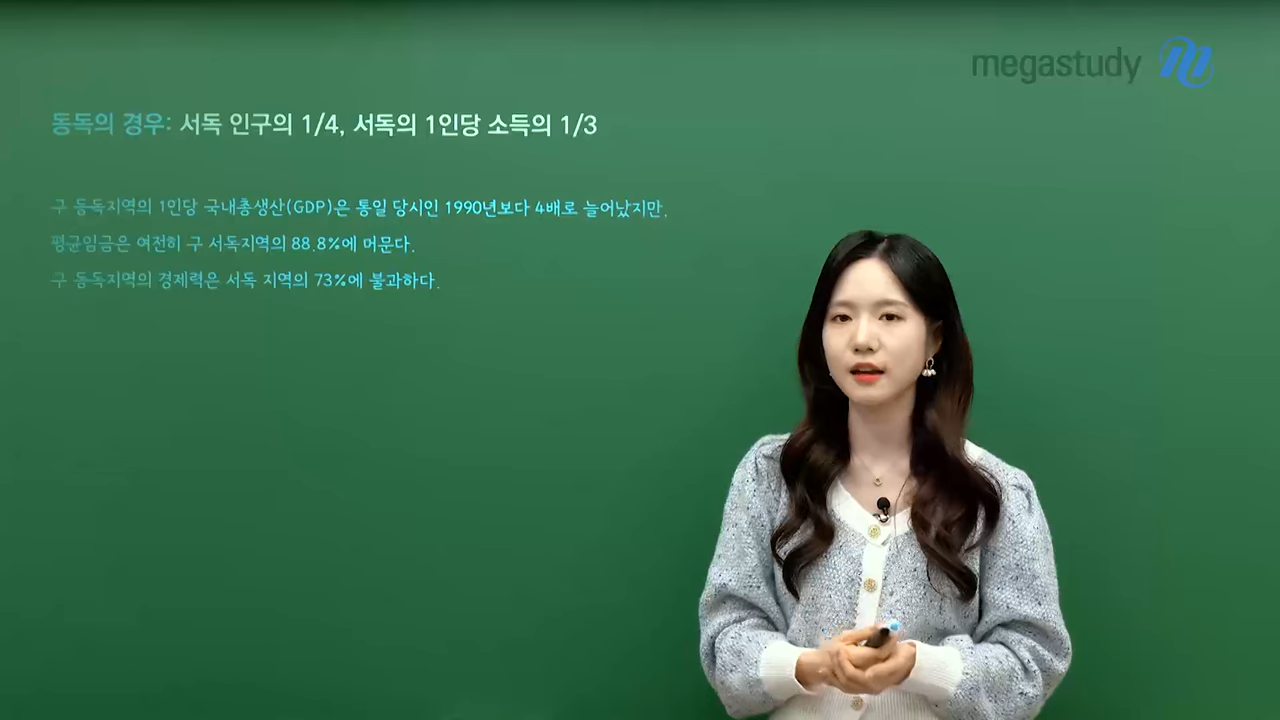 megastudy
동독의 경우: 서독 인구의 1/4, 서독의 1인당 소득의 1/3
구 동독지역의 1인당 국내총생산(GDP)은 통일 당시인 1990년보다 4배로 늘어났지만,
평균임금은 여전히 구 서독지역의 88.8%에 머문다.
구 동독지역의 경제력은 서독 지역의 73%에 불과하다.